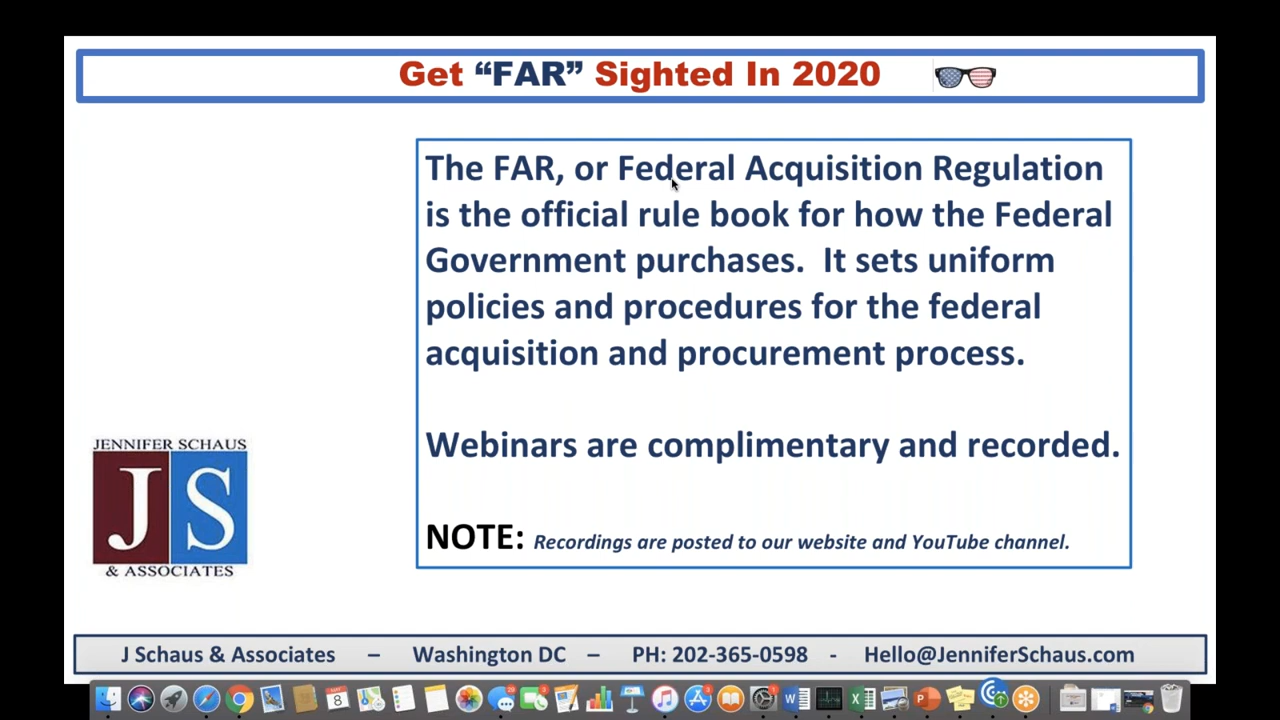 Get “FAR” Sighted In 2020
The FAR, or Federal Acquisition Regulation
is the official rule book for how the Federal
Government purchases.  It sets uniform
policies and procedures for the federal
acquisition and procurement process.
Webinars are complimentary and recorded.
NOTE: Recordings are posted to our website and YouTube channel.
JENNIFER SCHAUS
JS
& ASSOCIATES
J Schaus & Associates – Washington DC – PH: 202-365-0598 - Hello@JenniferSchaus.com
8